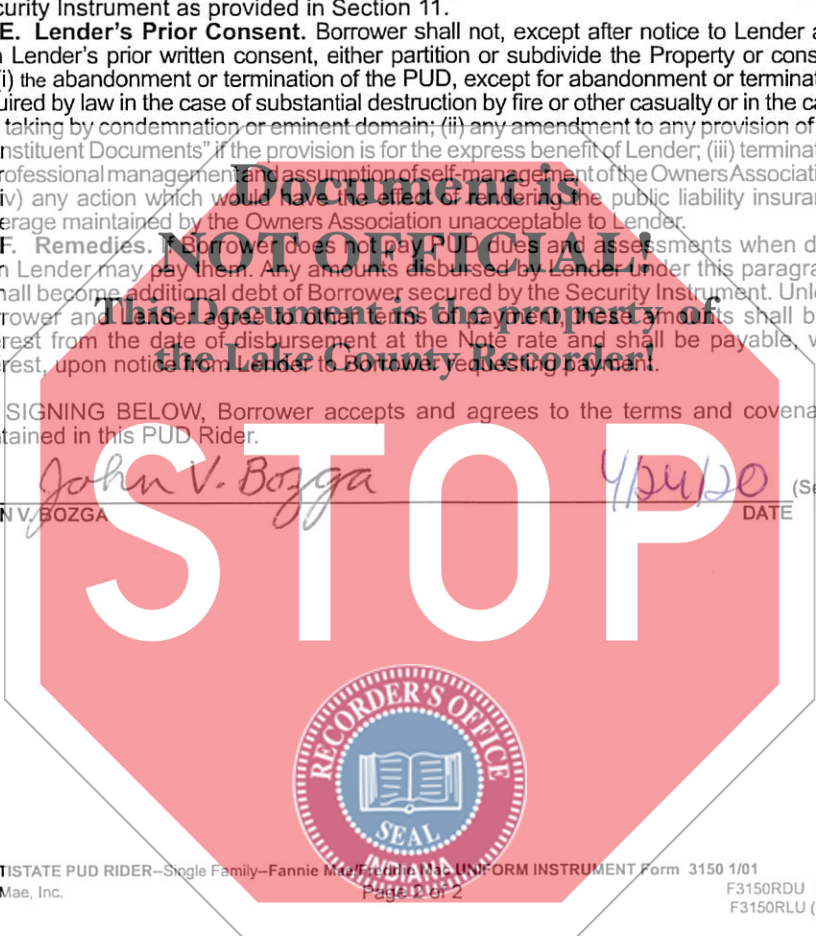 curity Instrument as provided in Section 11.
E. Lender's Prior Consent. Borrower shall not, except after notice to Lender a
n Lender's prior written consent, either partition or subdivide the Property or cons
(i) the abandonment or termination of the PUD, except for abandonment or terminat
uired by law in the case of substantial destruction by fire or other casualty or in the ca
taking by condemnation or eminent domain; (ii) any amendment to any provision of
nstituent Documents" if the provision is for the express benefit of Lender; (iii) terminat
rofessional management and assumption of self-management of the Owners Associati
iv) any action which would have the effect of rendering the public liability insura
erage maintained by the Owners Association unacceptable to Lender.
F. Remedies. If Borrower does not pay PUD dues and assessments when d
n Lender may pay them. Any amounts disbursed by Lender under this paragra
hall become additional debt of Borrower secured by the Security Instrument. Unle
rower and Lender agree to other terms of payment, these amounts shall b
erest from the date of disbursement at the Note rate and shall be payable, w
erest, upon notice from Lender to Borrower requesting payment.
Document is
NOT OFFICIAL!
This Document is the property of
the Lake County Recorder!
SIGNING BELOW, Borrower accepts and agrees to the terms and covena
tained in this PUD Rider.
STOP
John V. Bozga 4/24/20 (Se
N V. BOZGA DATE
RECORDER'S OFFICE
SEAL
INDIANA
TISTATE PUD RIDER--Single Family--Fannie Mae/Freddie Mac UNIFORM INSTRUMENT Form 3150 1/01
Mae, Inc. Page 2 of 2 F3150RDU
F3150RLU (